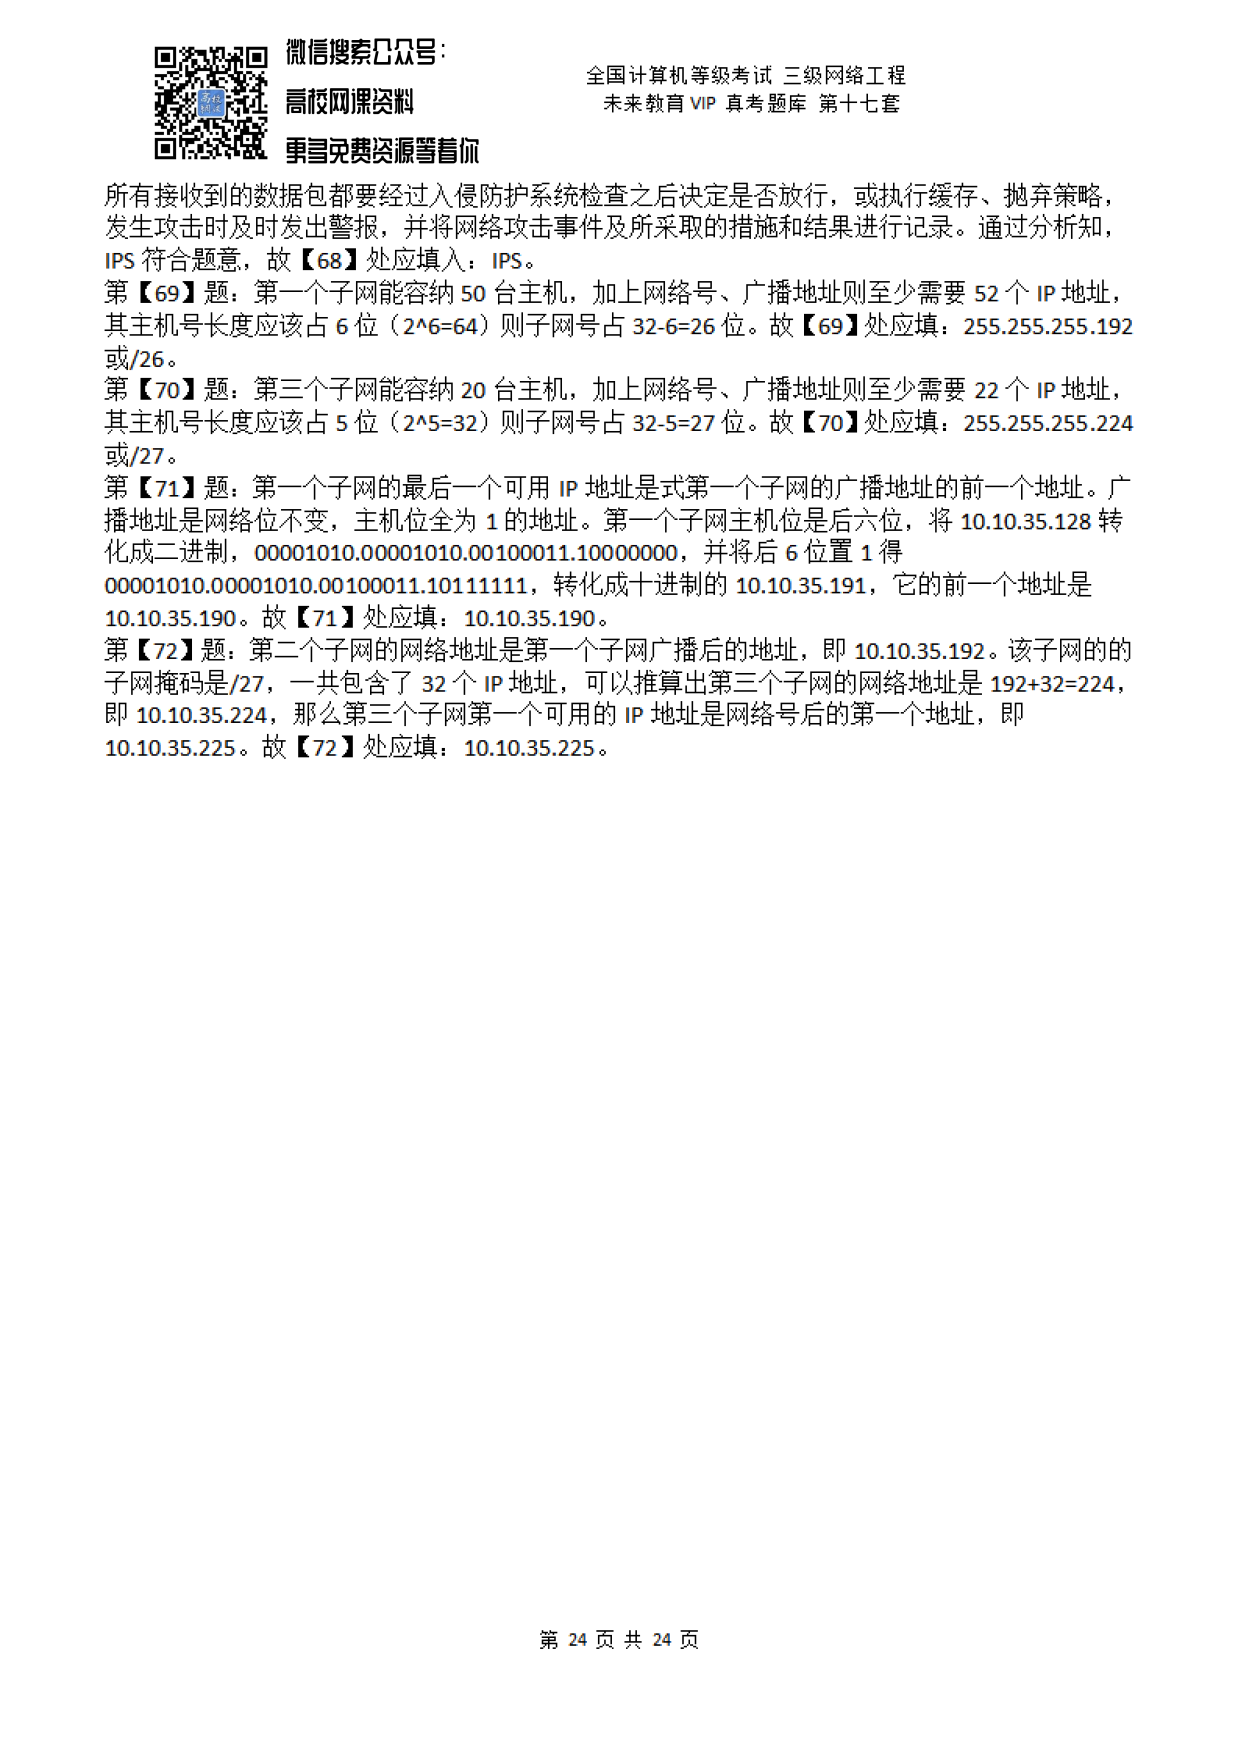 微信搜索公众号：
高校网课资料
更多免费资源等着你
全国计算机等级考试 三级网络工程
未来教育 VIP 真考题库 第十七套
所有接收到的数据包都要经过入侵防护系统检查之后决定是否放行，或执行缓存、抛弃策略，
发生攻击时及时发出警报，并将网络攻击事件及所采取的措施和结果进行记录。通过分析知，
IPS 符合题意，故【68】处应填入：IPS。
第【69】题：第一个子网能容纳 50 台主机，加上网络号、广播地址则至少需要 52 个 IP 地址，
其主机号长度应该占 6 位（2^6=64）则子网号占 32-6=26 位。故【69】处应填：255.255.255.192
或/26。
第【70】题：第三个子网能容纳 20 台主机，加上网络号、广播地址则至少需要 22 个 IP 地址，
其主机号长度应该占 5 位（2^5=32）则子网号占 32-5=27 位。故【70】处应填：255.255.255.224
或/27。
第【71】题：第一个子网的最后一个可用 IP 地址是式第一个子网的广播地址的前一个地址。广
播地址是网络位不变，主机位全为 1 的地址。第一个子网主机位是后六位，将 10.10.35.128 转
化成二进制，00001010.00001010.00100011.10000000，并将后 6 位置 1 得
00001010.00001010.00100011.10111111，转化成十进制的 10.10.35.191，它的前一个地址是
10.10.35.190。故【71】处应填：10.10.35.190。
第【72】题：第二个子网的网络地址是第一个子网广播后的地址，即 10.10.35.192。该子网的的
子网掩码是/27，一共包含了 32 个 IP 地址，可以推算出第三个子网的网络地址是 192+32=224，
即 10.10.35.224，那么第三个子网第一个可用的 IP 地址是网络号后的第一个地址，即
10.10.35.225。故【72】处应填：10.10.35.225。
第 24 页 共 24 页